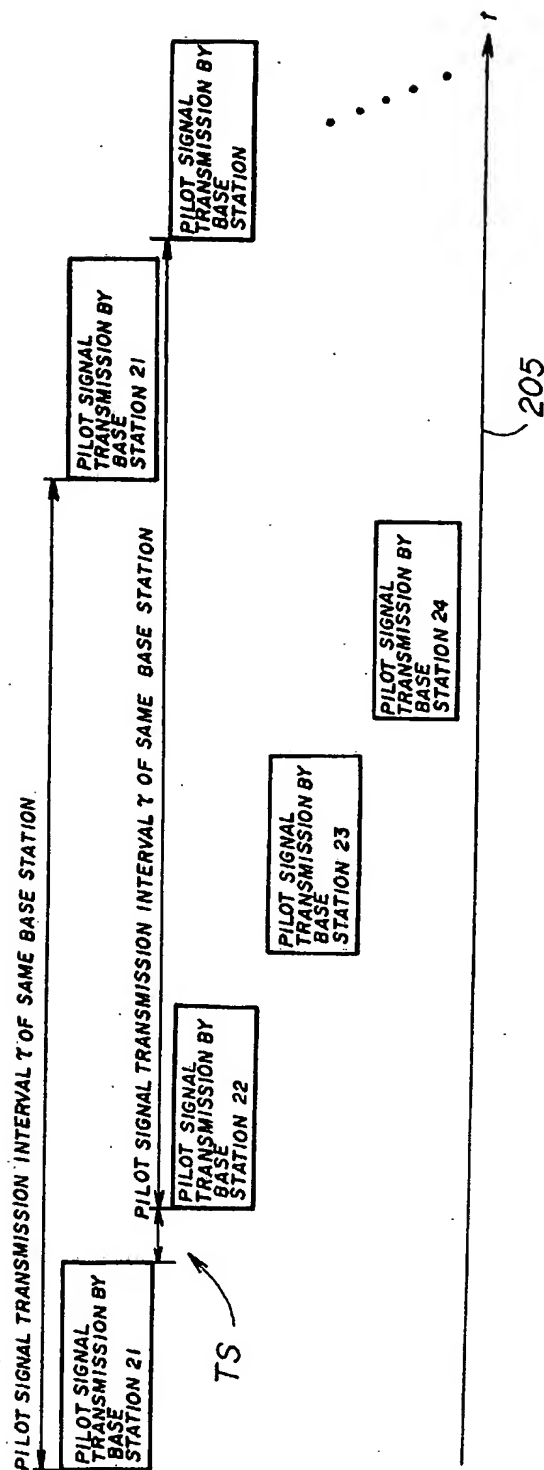 PILOT SIGNAL TRANSMISSION INTERVAL τ OF SAME BASE STATION
PILOT SIGNAL
TRANSMISSION BY
BASE
STATION 21
PILOT SIGNAL
TRANSMISSION BY
BASE
STATION 21
PILOT SIGNAL TRANSMISSION INTERVAL τ OF SAME BASE STATION
PILOT SIGNAL
TRANSMISSION BY
BASE
STATION 22
PILOT SIGNAL
TRANSMISSION BY
BASE
STATION
TS
PILOT SIGNAL
TRANSMISSION BY
BASE
STATION 23
PILOT SIGNAL
TRANSMISSION BY
BASE
STATION 24
t
205